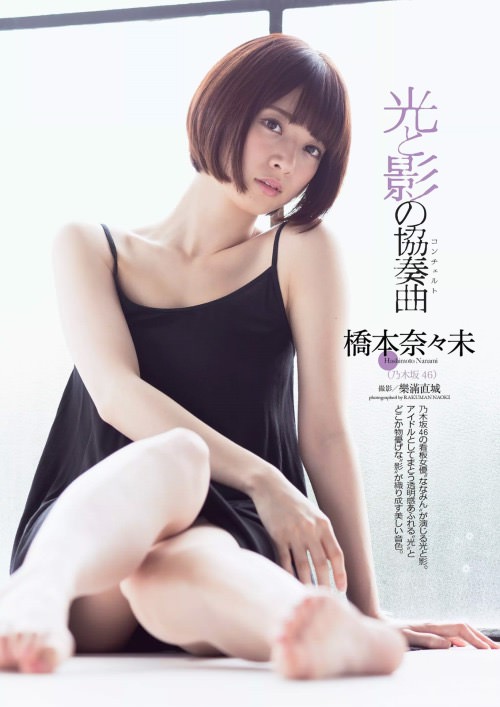 光と影の協奏曲
コンチェルト
橋本奈々未
Hashimoto Nanami
（乃木坂46）
撮影／樂滿直城
photographed by RAKUMAN NAOKI
乃木坂46の看板女優“ななみん”が演じる光と影。
アイドルとしてまとう透明感あふれる“光”と
どこか物憂げな“影”が織り成す美しい音色。